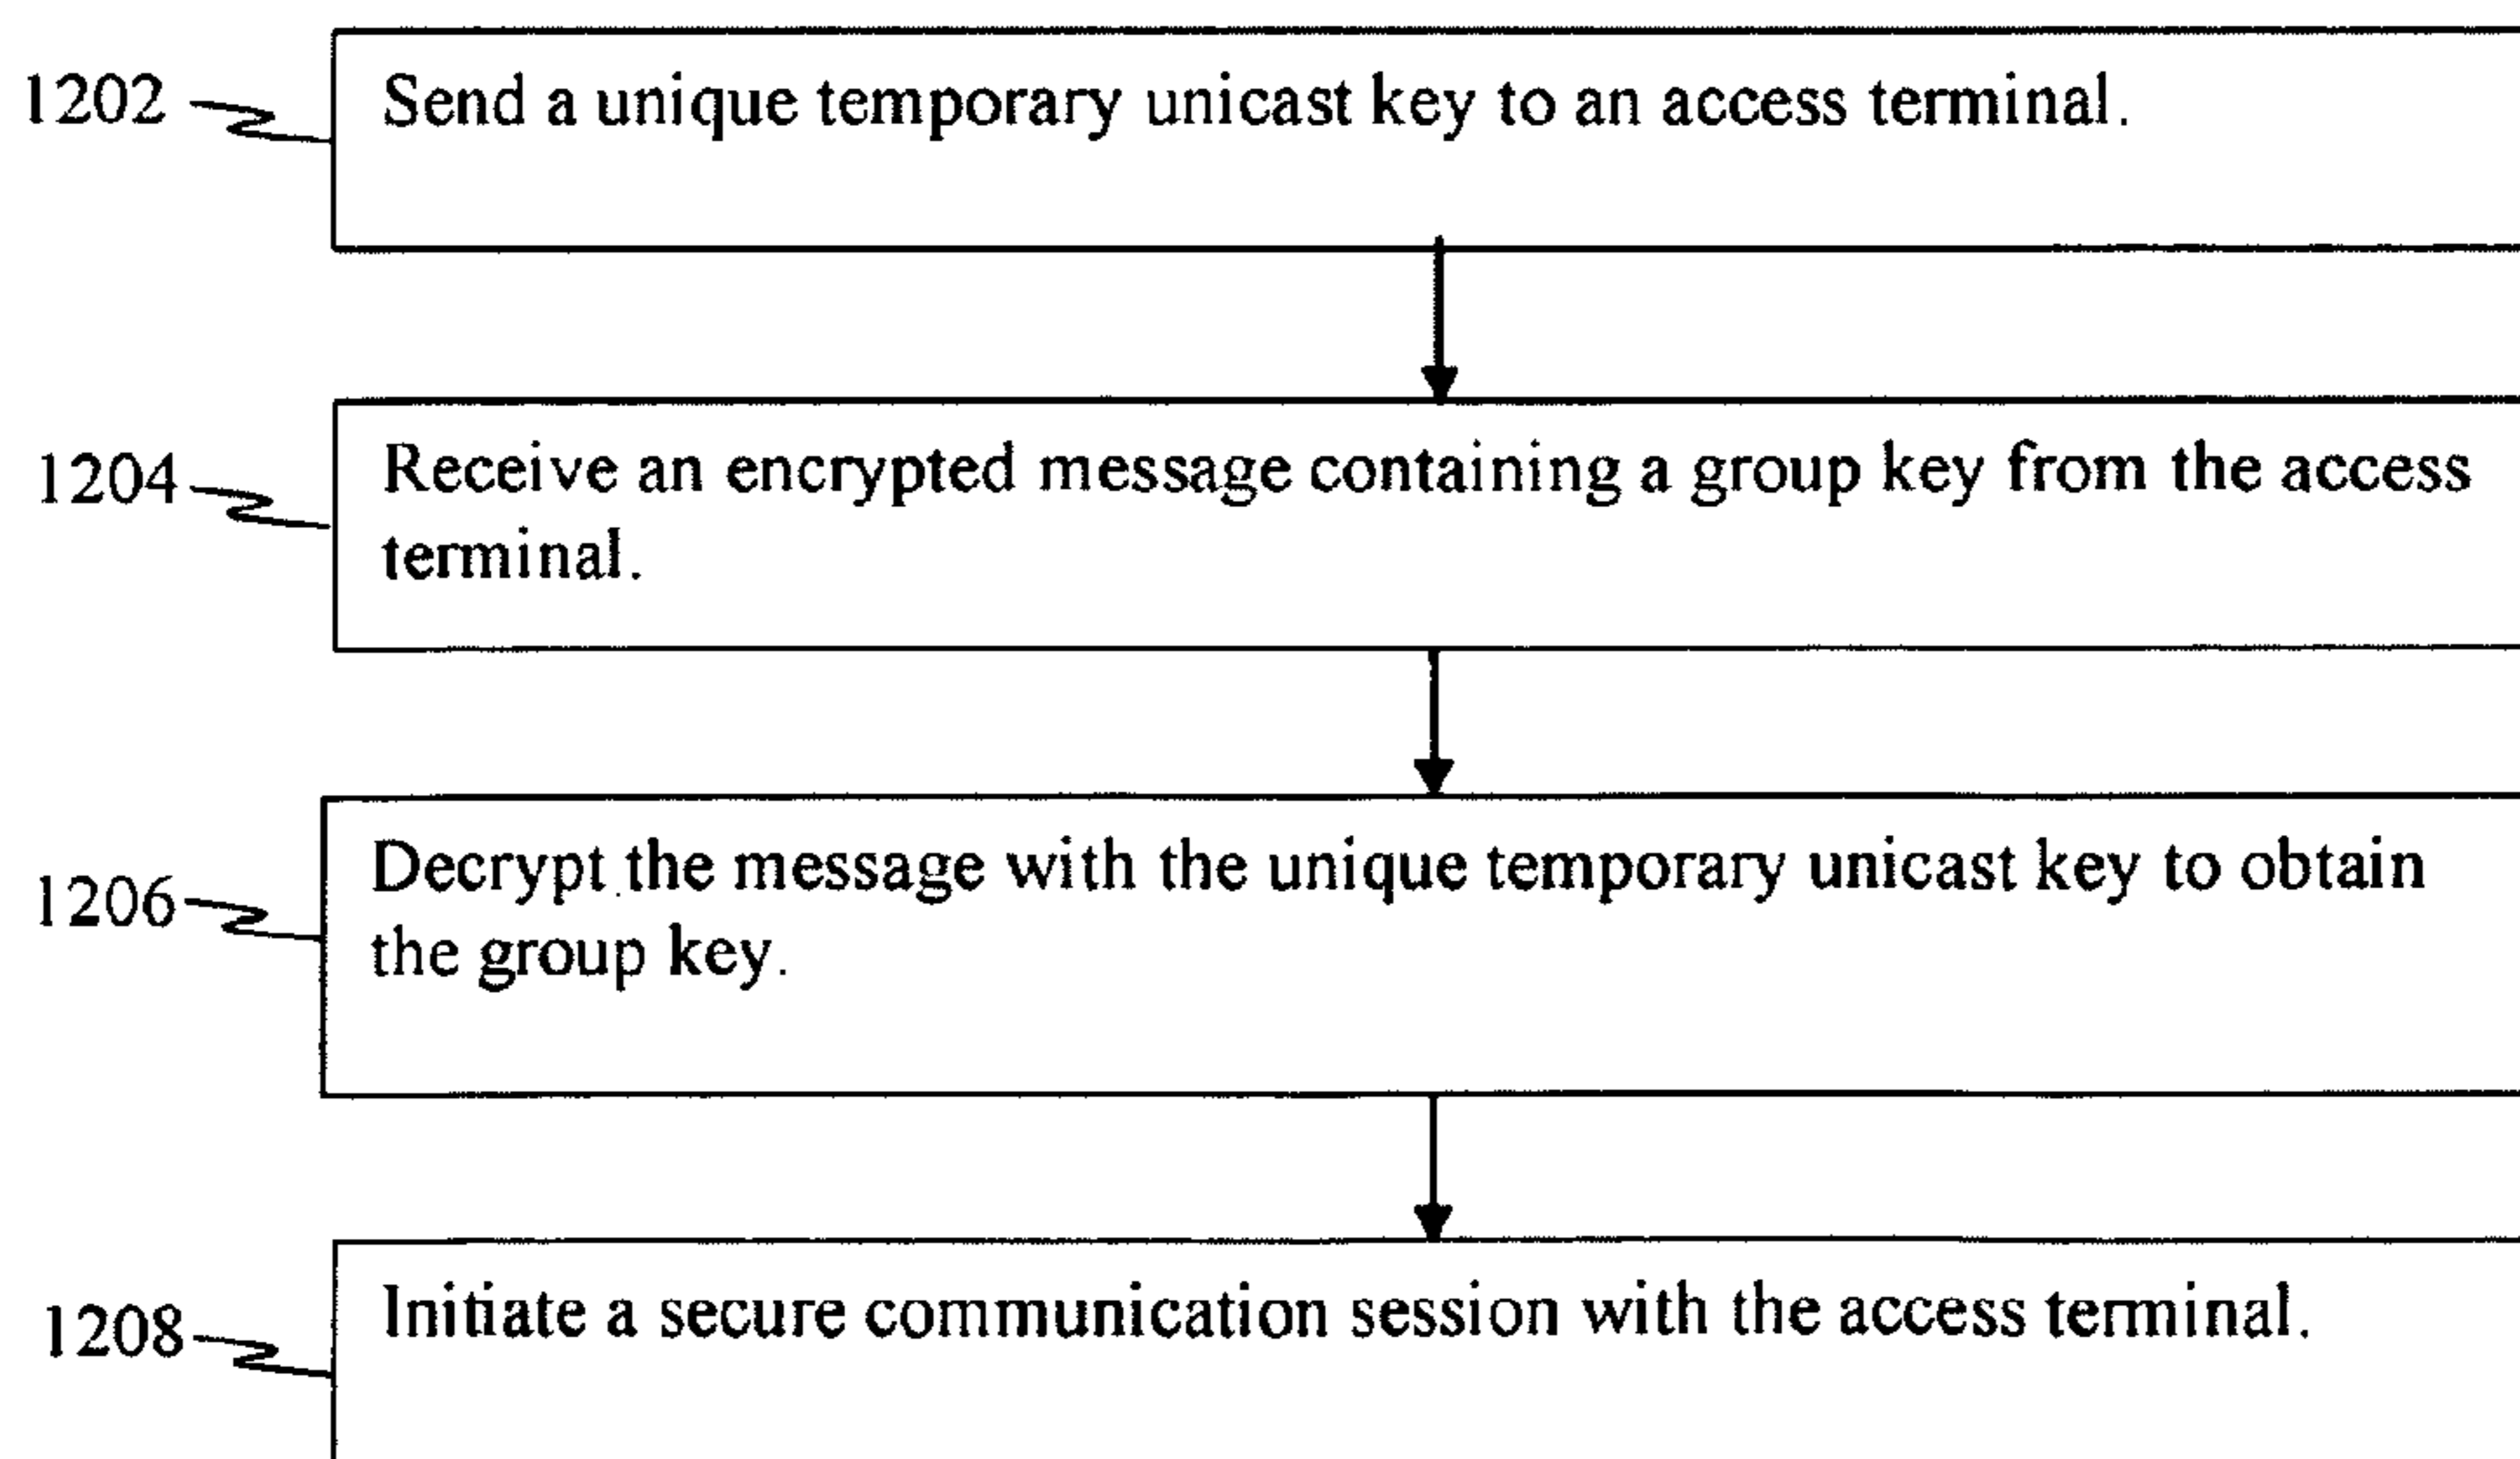 1202
Send a unique temporary unicast key to an access terminal.
1204
Receive an encrypted message containing a group key from the access
terminal.
1206
Decrypt the message with the unique temporary unicast key to obtain
the group key.
1208
Initiate a secure communication session with the access terminal.